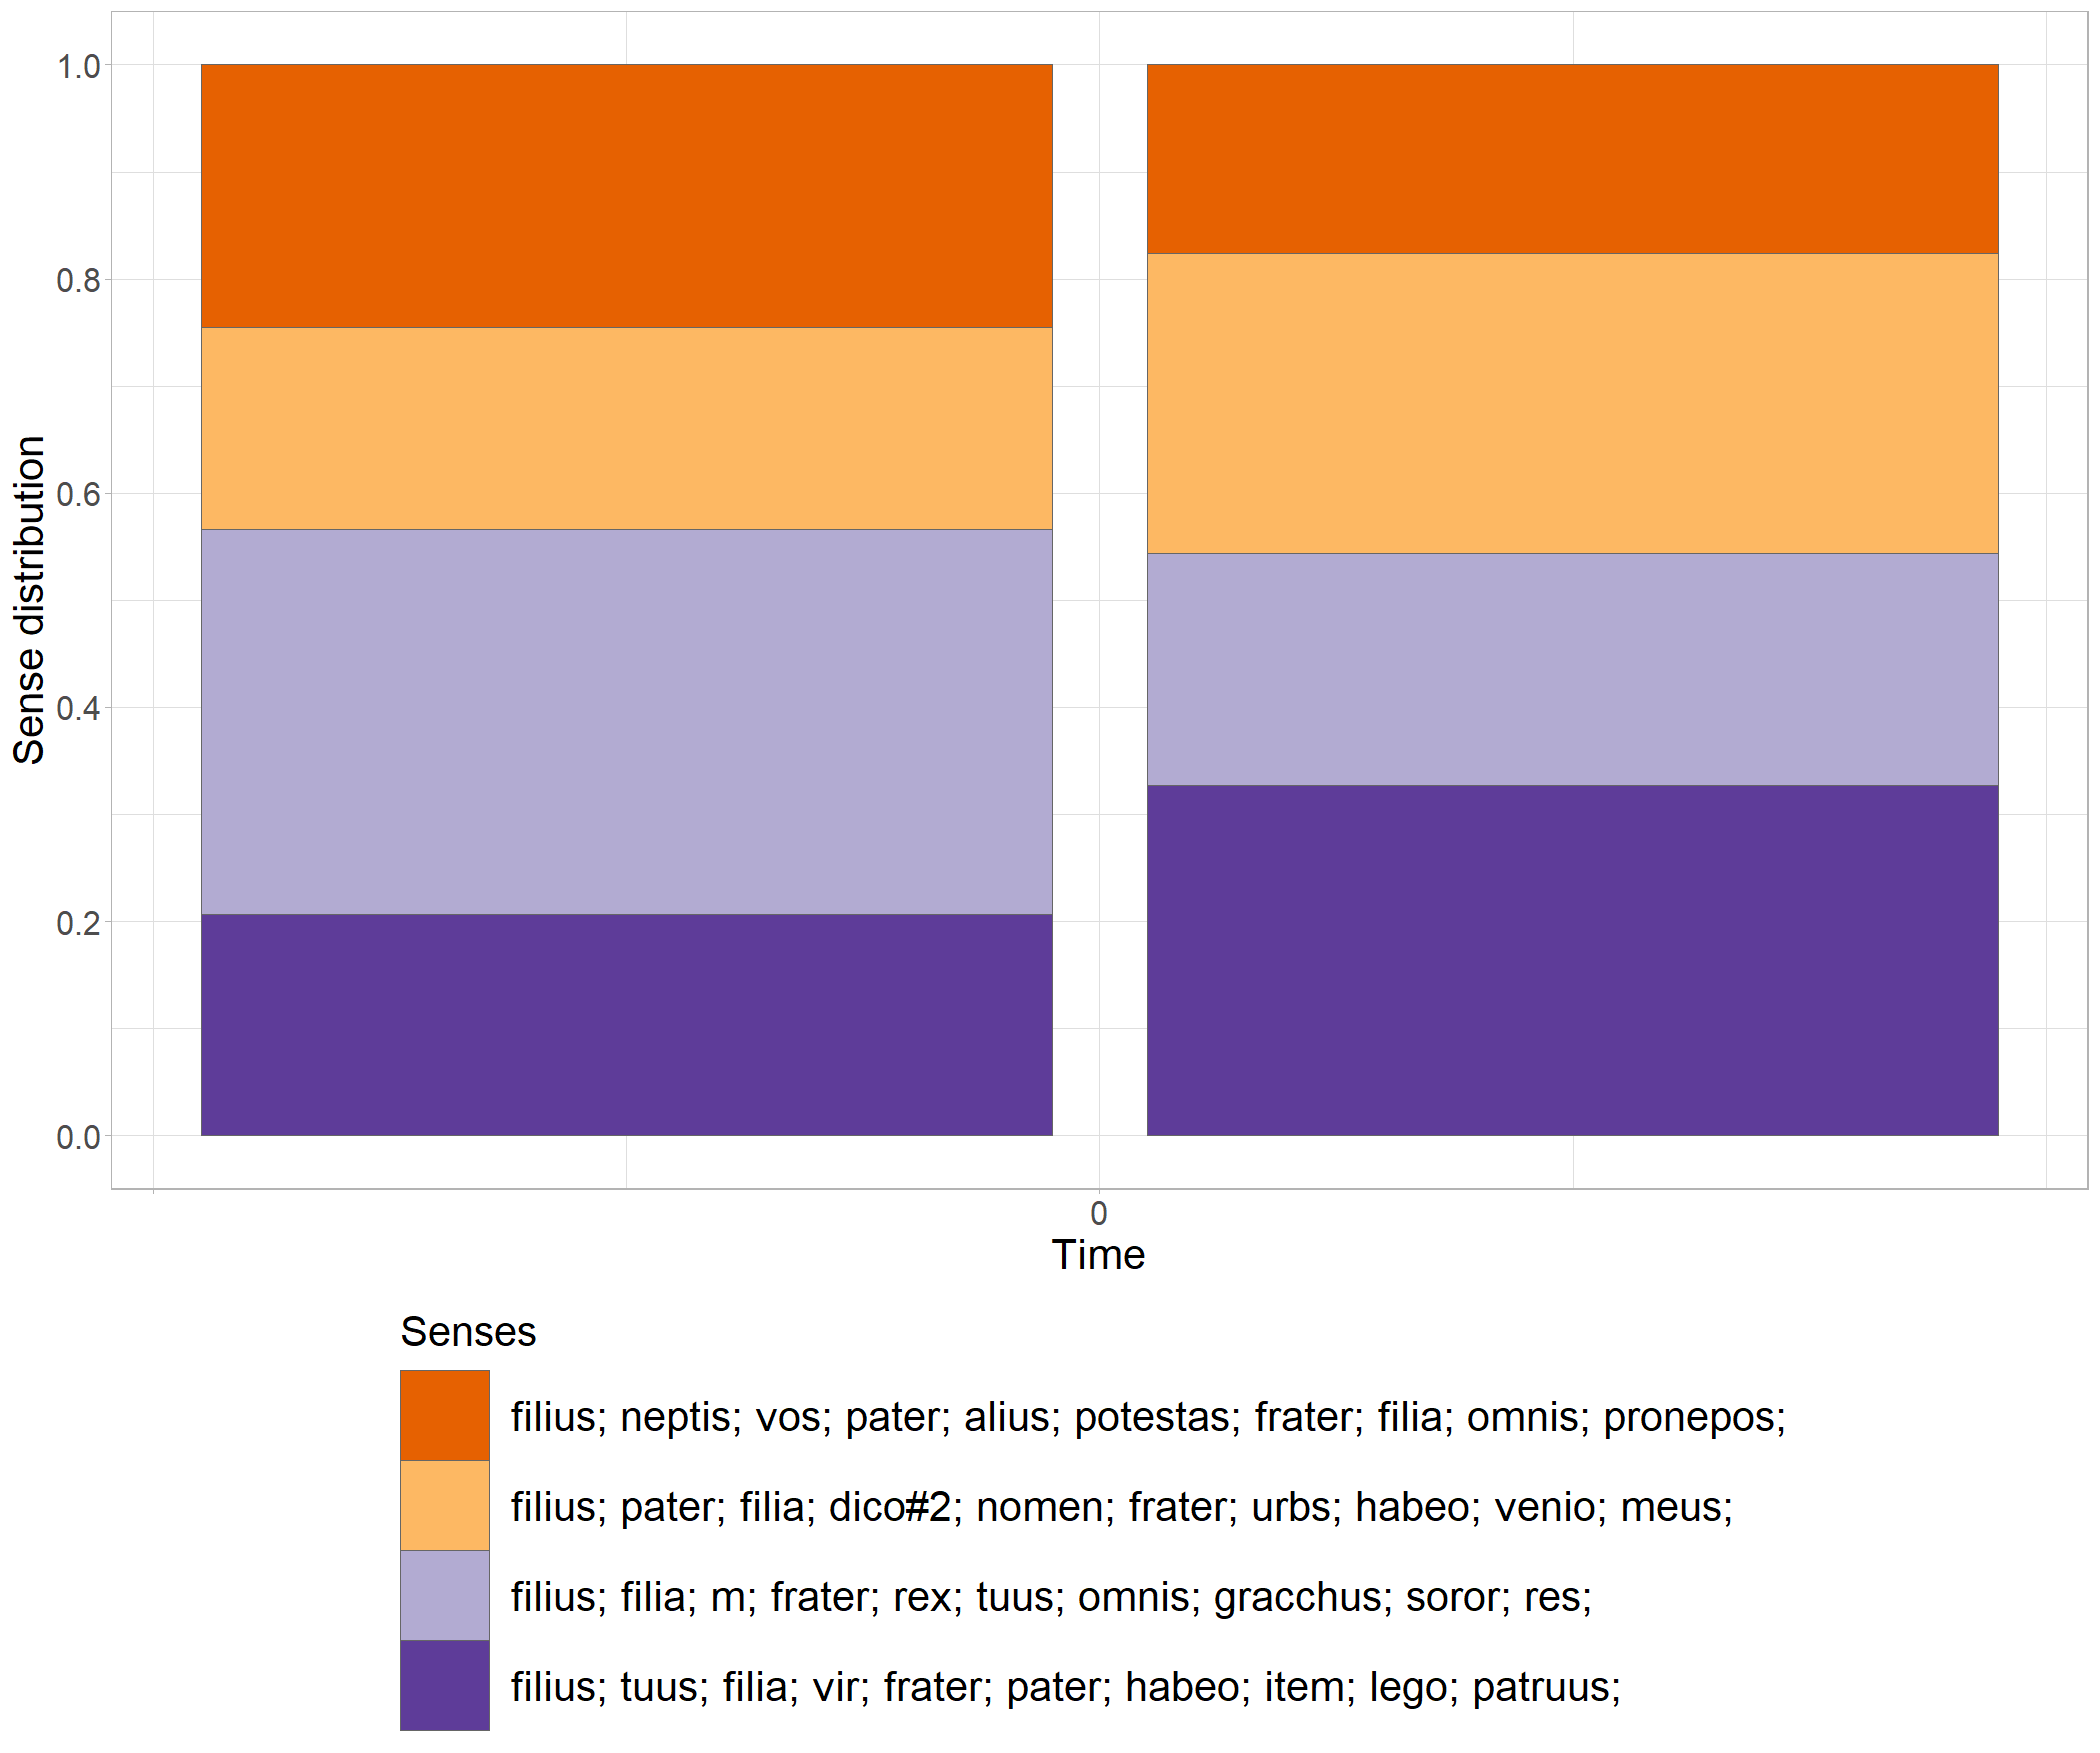 1.0
0.8
0.6
0.4
0.2
0.0
Sense distribution
0
Time
Senses
filius; neptis; vos; pater; alius; potestas; frater; filia; omnis; pronepos;
filius; pater; filia; dico#2; nomen; frater; urbs; habeo; venio; meus;
filius; filia; m; frater; rex; tuus; omnis; gracchus; soror; res;
filius; tuus; filia; vir; frater; pater; habeo; item; lego; patruus;